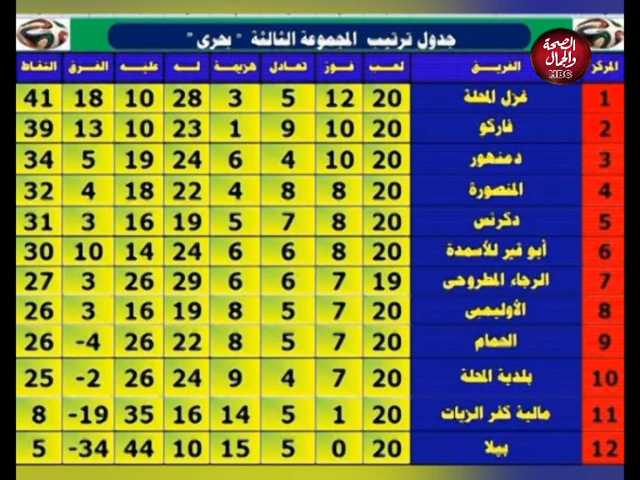 جدول ترتيب المجموعة الثالثة " بحرى "
الصحة والجمال
HBC
المركز الفريق لعب فوز تعادل هزيمة له عليه الفرق النقاط
1 غزل المحلة 20 12 5 3 28 10 18 41
2 فاركو 20 10 9 1 23 10 13 39
3 دمنهور 20 10 4 6 24 19 5 34
4 المنصورة 20 8 8 4 22 18 4 32
5 دكرنس 20 8 7 5 19 16 3 31
6 أبو قير للأسمدة 20 8 6 6 24 14 10 30
7 الرجاء المطروحى 19 7 6 6 29 26 3 27
8 الأوليمبى 20 7 5 8 19 16 3 26
9 الحمام 20 7 5 8 22 26 -4 26
10 بلدية المحلة 20 7 4 9 24 26 -2 25
11 مالية كفر الزيات 20 1 5 14 16 35 -19 8
12 بيلا 20 0 5 15 10 44 -34 5